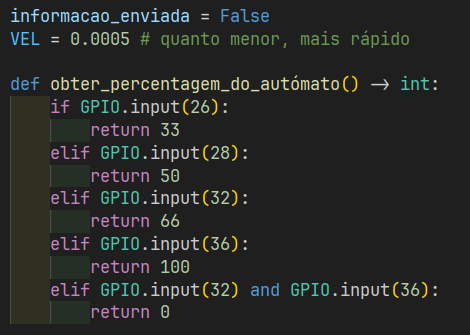 informacao_enviada = False
VEL = 0.0005 # quanto menor, mais rápido
def obter_percentagem_do_autómato() -> int:
if GPIO.input(26):
return 33
elif GPIO.input(28):
return 50
elif GPIO.input(32):
return 66
elif GPIO.input(36):
return 100
elif GPIO.input(32) and GPIO.input(36):
return 0